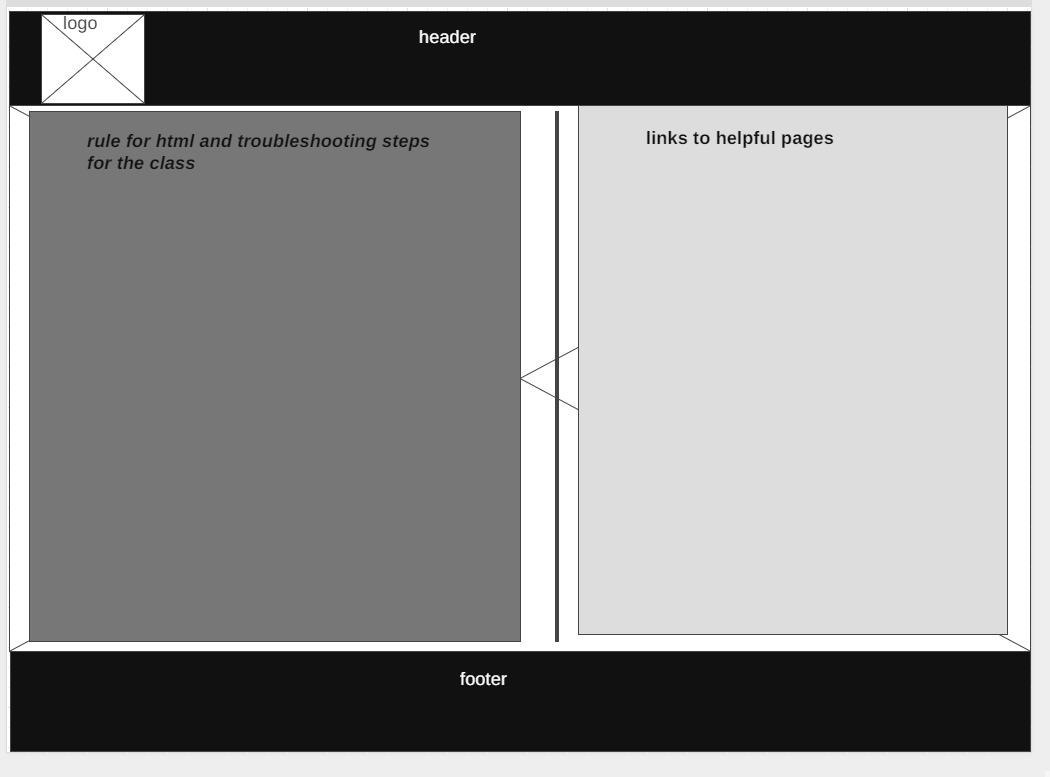 logo
header
rule for html and troubleshooting steps
for the class
links to helpful pages
footer